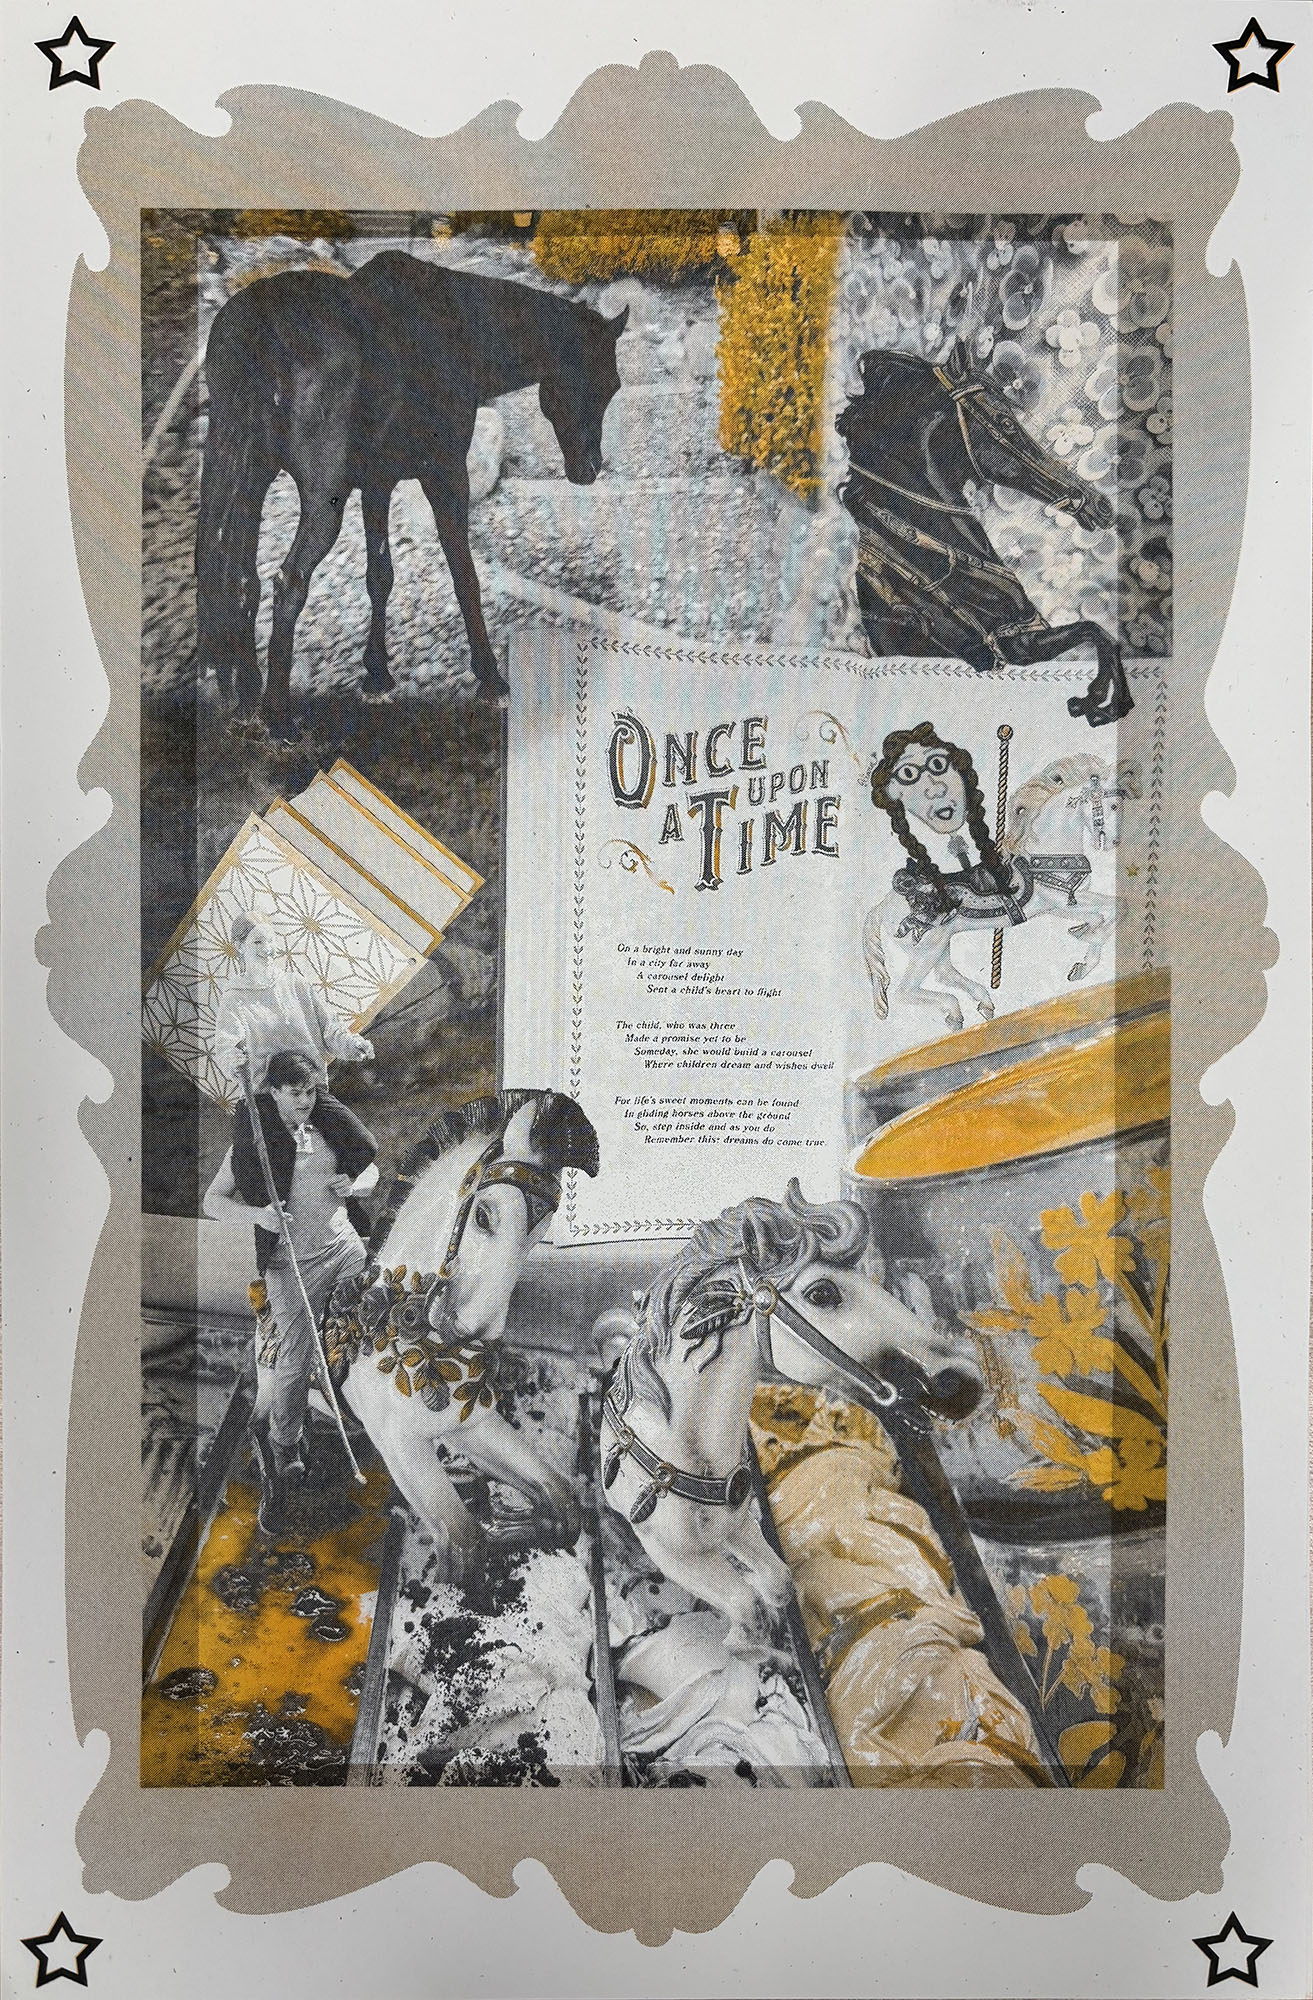 ONCE
UPON
A TIME
On a bright and sunny day
In a city far away
A carousel delight
Sent a child's heart to flight
The child, who was three
Made a promise yet to be
Someday, she would build a carousel
Where children dream and wishes dwell
For life's sweet moments can be found
In gliding horses above the ground
So, step inside and as you do
Remember this: dreams do come true.